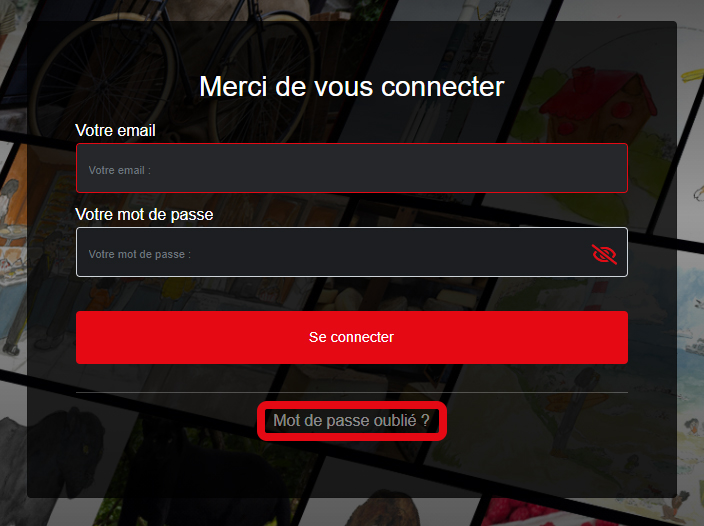 Merci de vous connecter
Votre email
Votre email :
Votre mot de passe
Votre mot de passe :
Se connecter
Mot de passe oublié ?